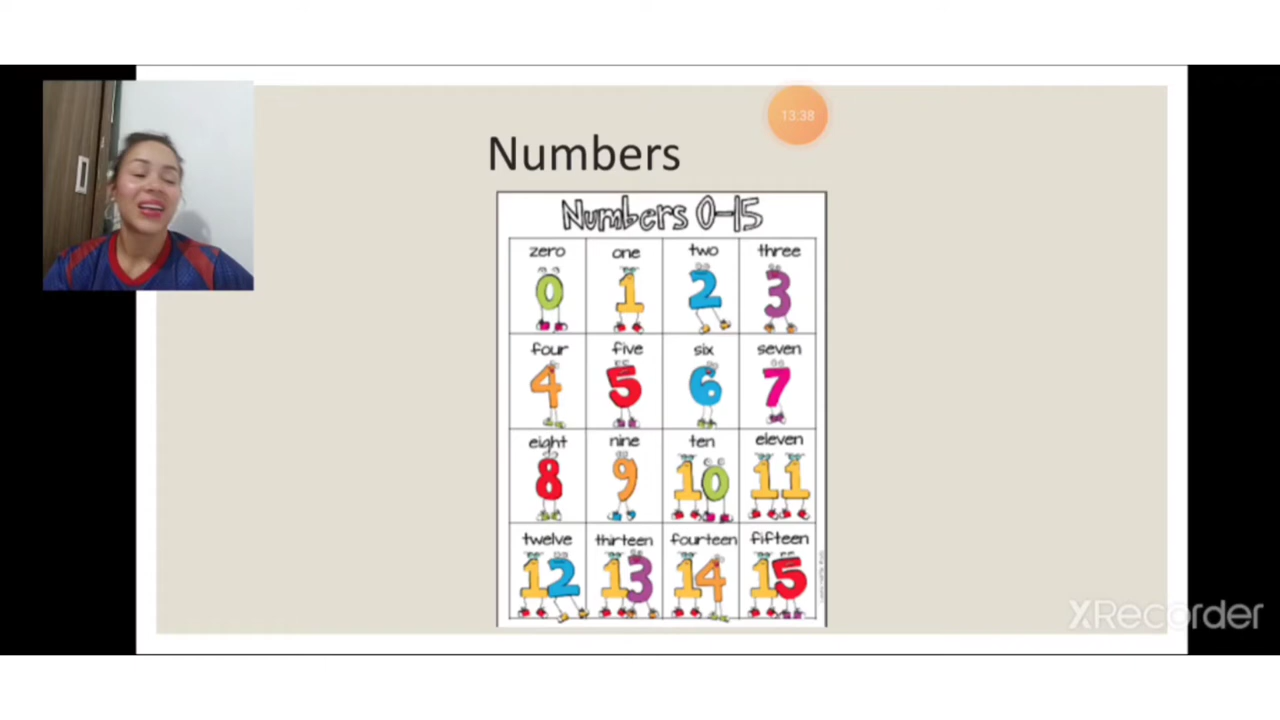 13:38
Numbers
Numbers 0-15
zero one two three
0 1 2 3
four five six seven
4 5 6 7
eight nine ten eleven
8 9 10 11
twelve thirteen fourteen fifteen
12 13 14 15
XRecorder